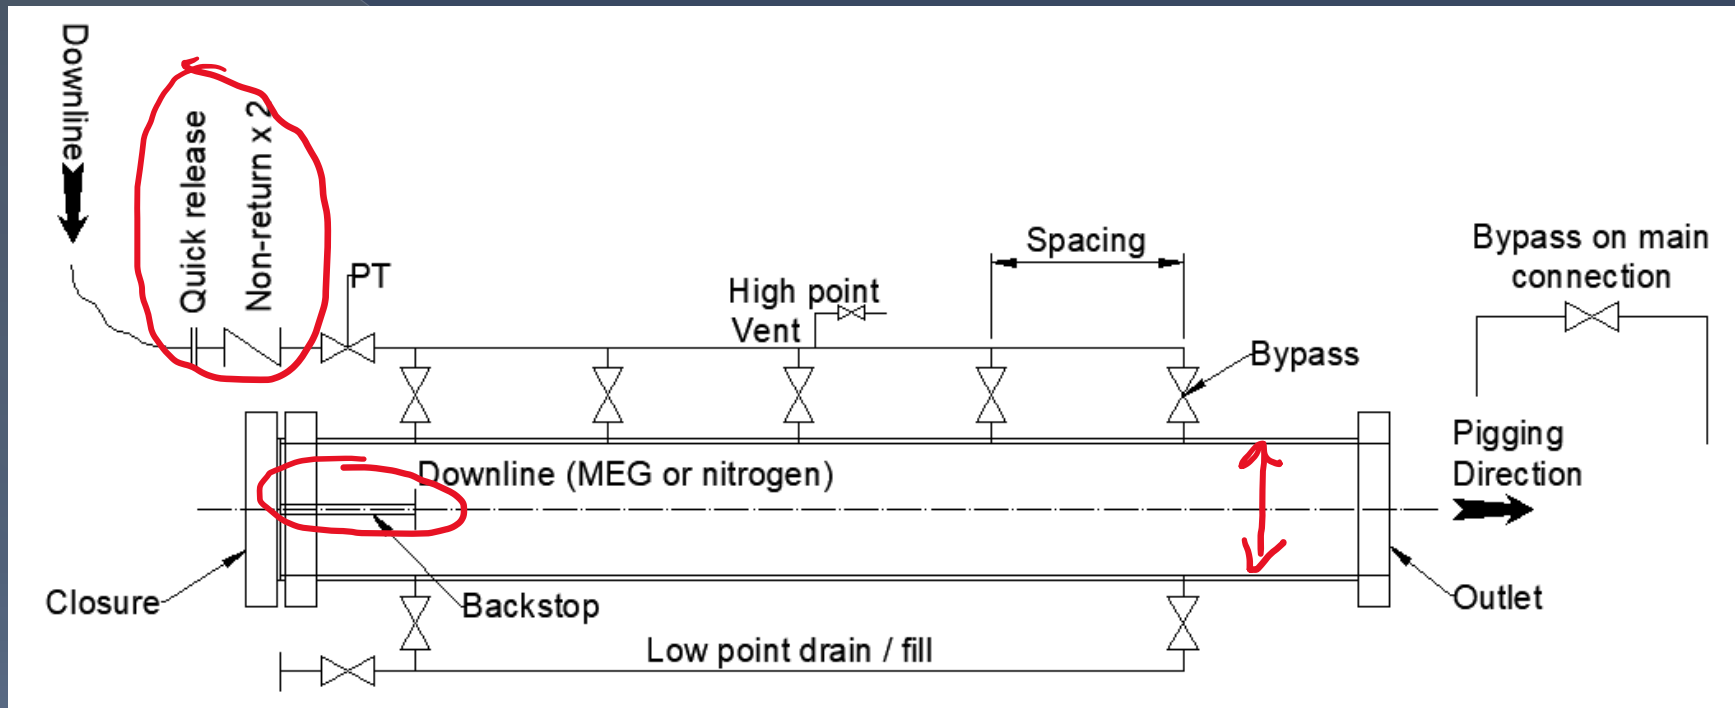 Downline
Quick release
Non-return x 2
PT
High point
Vent
Spacing
Bypass
Bypass on main
connection
Pigging
Direction
Downline (MEG or nitrogen)
Closure
Backstop
Outlet
Low point drain / fill